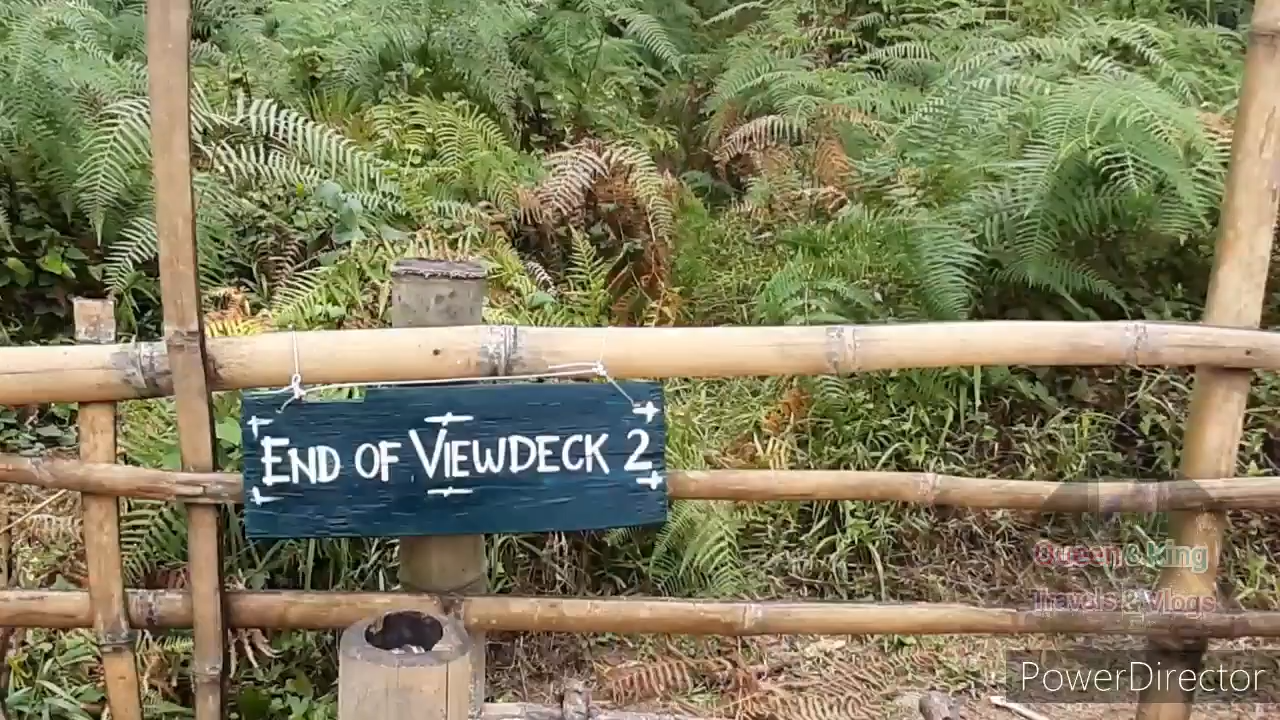 END OF VIEWDECK 2
Queen & King
Travels & Vlogs
PowerDirector